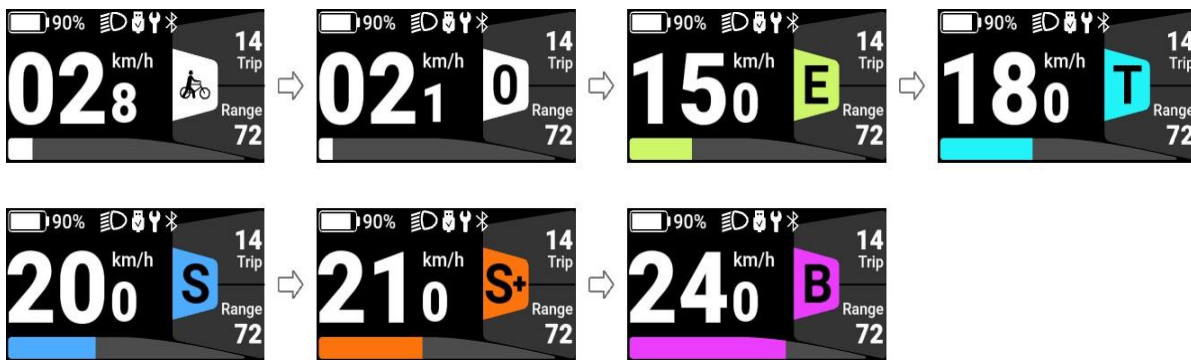 90%
14
Trip
02 8 km/h
Range
72
90%
14
Trip
02 1 km/h
0
Range
72
90%
14
Trip
15 0 km/h
E
Range
72
90%
14
Trip
18 0 km/h
T
Range
72
90%
14
Trip
20 0 km/h
S
Range
72
90%
14
Trip
21 0 km/h
S+
Range
72
90%
14
Trip
24 0 km/h
B
Range
72